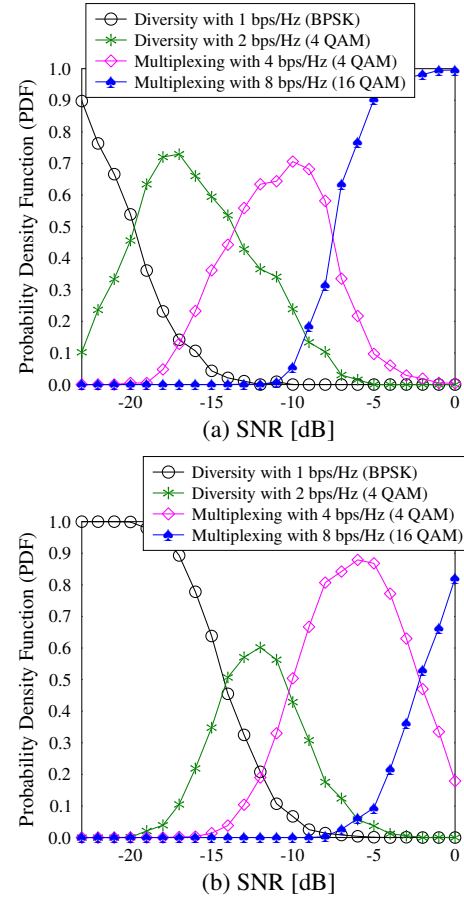 Diversity with 1 bps/Hz (BPSK)
Diversity with 2 bps/Hz (4 QAM)
Multiplexing with 4 bps/Hz (4 QAM)
Multiplexing with 8 bps/Hz (16 QAM)
Probability Density Function (PDF)
1.0
0.9
0.8
0.7
0.6
0.5
0.4
0.3
0.2
0.1
0.0
-20 -15 -10 -5 0
(a) SNR [dB]
Diversity with 1 bps/Hz (BPSK)
Diversity with 2 bps/Hz (4 QAM)
Multiplexing with 4 bps/Hz (4 QAM)
Multiplexing with 8 bps/Hz (16 QAM)
Probability Density Function (PDF)
1.0
0.9
0.8
0.7
0.6
0.5
0.4
0.3
0.2
0.1
0.0
-20 -15 -10 -5 0
(b) SNR [dB]